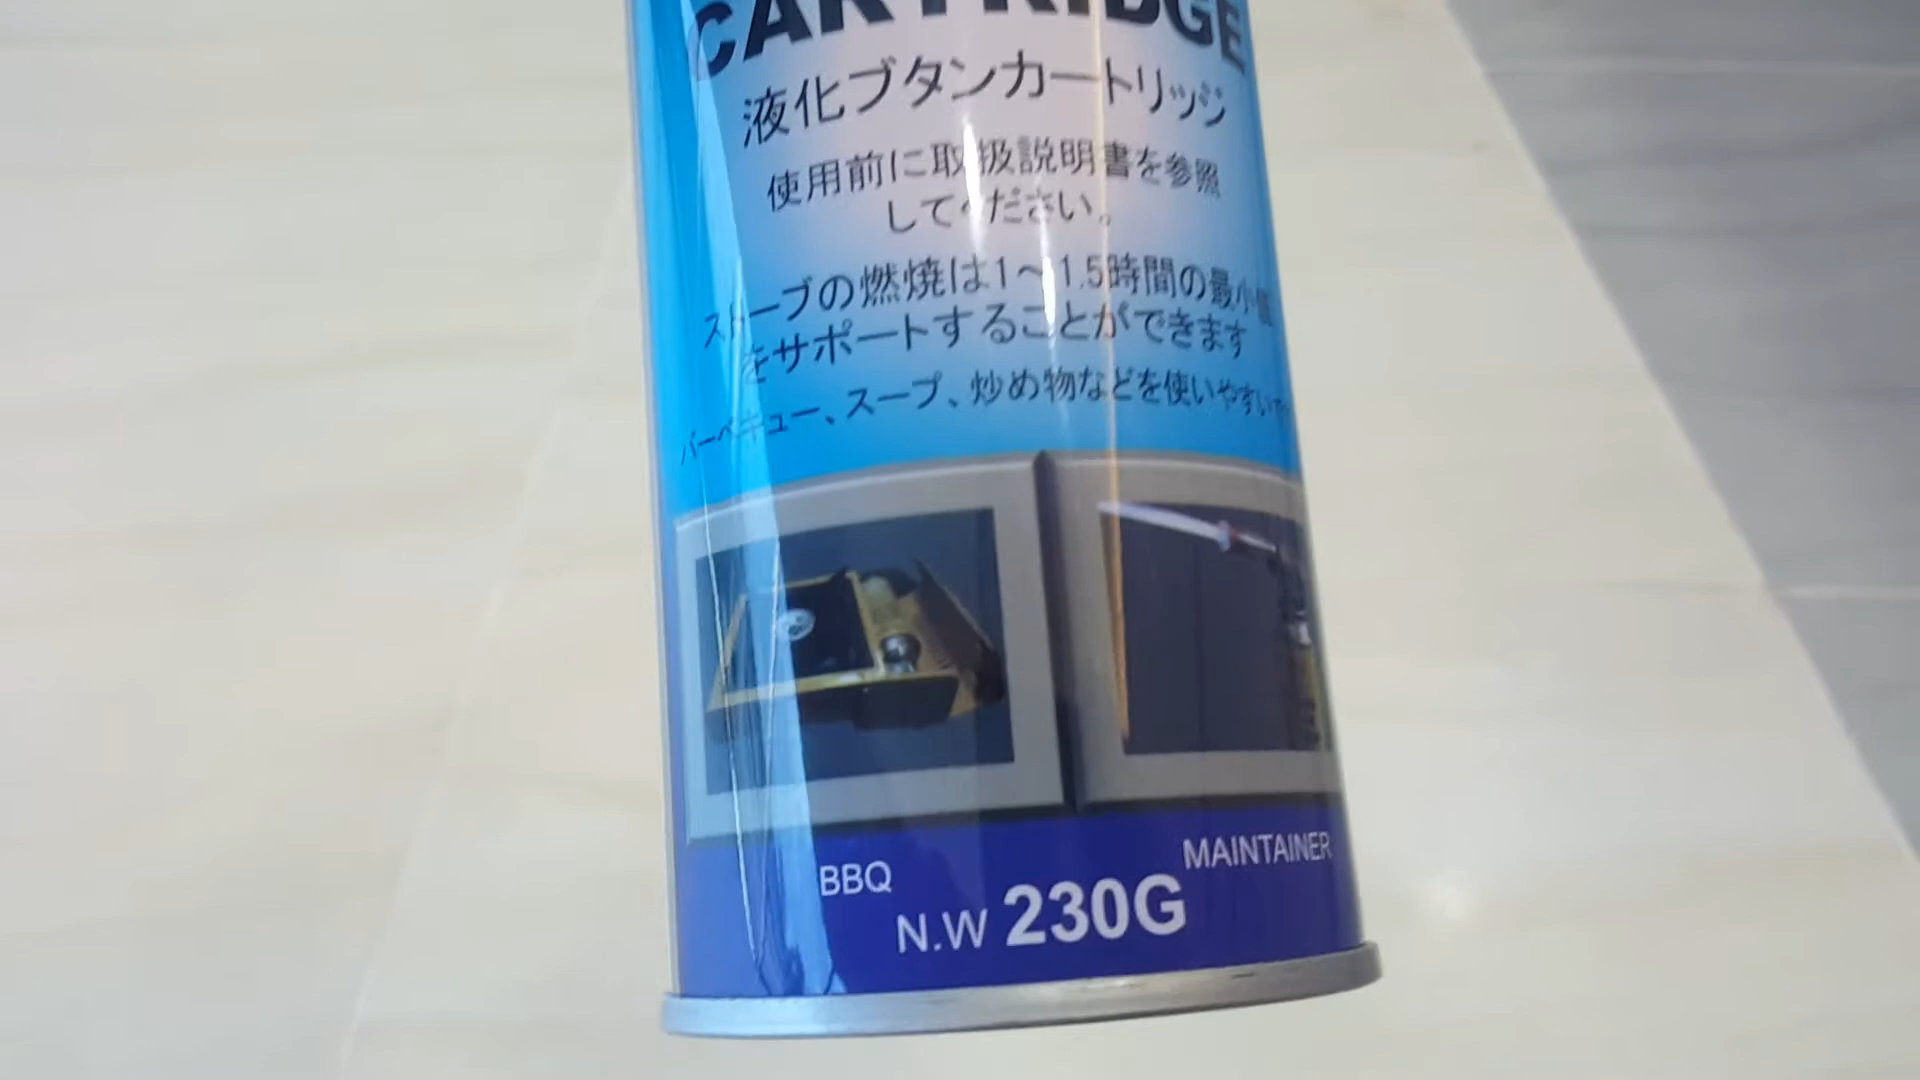 CARTRIDGE
液化ブタンカートリッジ
使用前に取扱説明書を参照
してください。
ストーブの燃焼は1～1.5時間の最小値
をサポートすることができます
バーベキュー、スープ、炒め物などを使いやすい
BBQ
MAINTAINER
N.W 230G